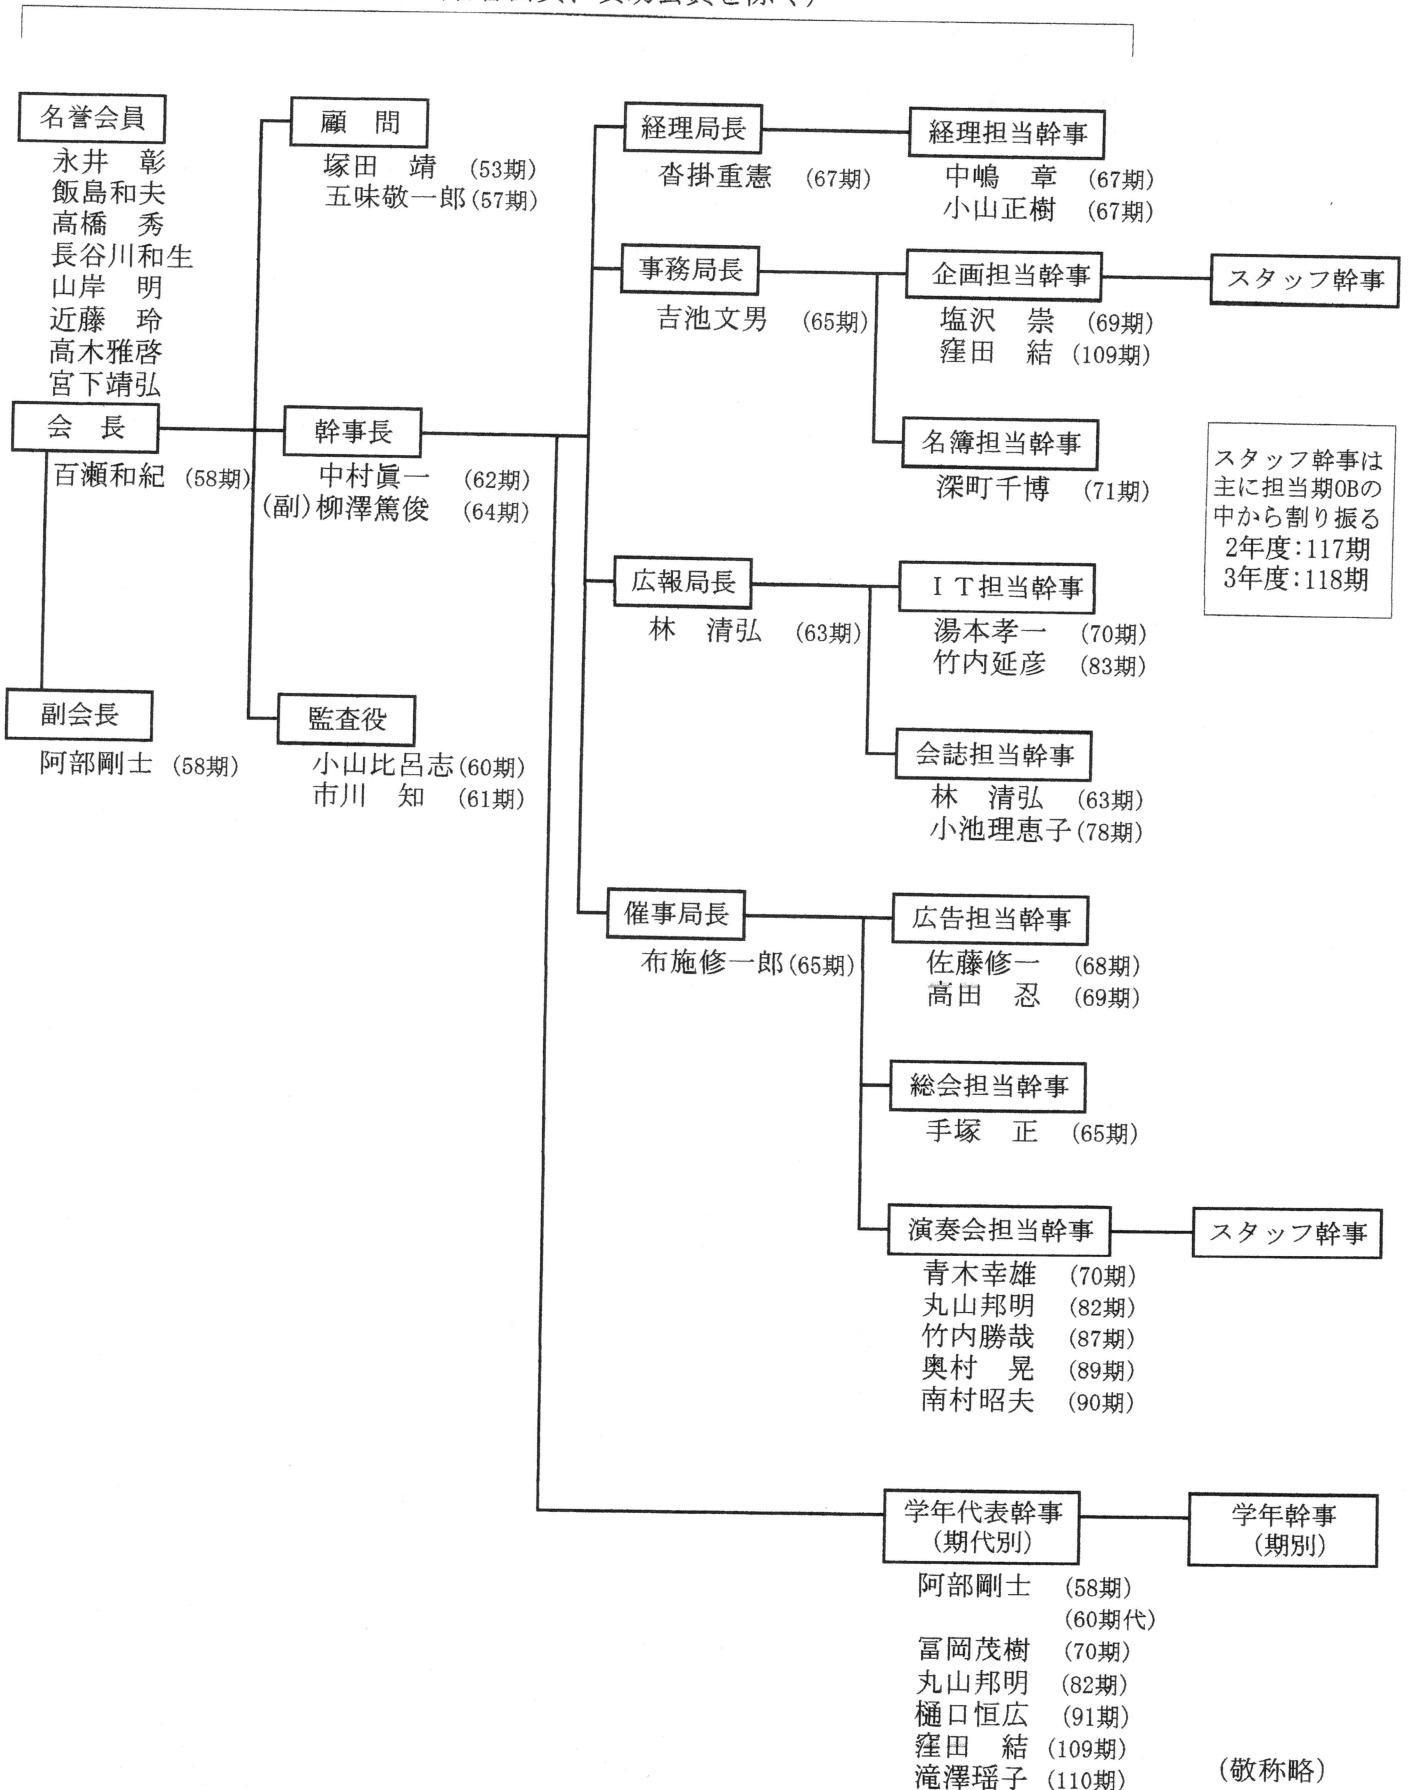 名誉会員
永井　彰
飯島和夫
高橋　秀
長谷川和生
山岸　明
近藤　玲
高木雅啓
宮下靖弘
会　長
百瀬和紀 (58期)
副会長
阿部剛士 (58期)
顧　問
塚田　靖 (53期)
五味敬一郎(57期)
幹事長
中村眞一 (62期)
(副)柳澤篤俊 (64期)
監査役
小山比呂志(60期)
市川　知 (61期)
経理局長
沓掛重憲 (67期)
経理担当幹事
中嶋　章 (67期)
小山正樹 (67期)
事務局長
吉池文男 (65期)
企画担当幹事
塩沢　崇 (69期)
窪田　結 (109期)
スタッフ幹事
名簿担当幹事
深町千博 (71期)
スタッフ幹事は
主に担当期OBの
中から割り振る
2年度:117期
3年度:118期
広報局長
林　清弘 (63期)
ＩＴ担当幹事
湯本孝一 (70期)
竹内延彦 (83期)
会誌担当幹事
林　清弘 (63期)
小池理恵子(78期)
催事局長
布施修一郎(65期)
広告担当幹事
佐藤修一 (68期)
高田　忍 (69期)
総会担当幹事
手塚　正 (65期)
演奏会担当幹事
青木幸雄 (70期)
丸山邦明 (82期)
竹内勝哉 (87期)
奥村　晃 (89期)
南村昭夫 (90期)
スタッフ幹事
学年代表幹事
(期代別)
阿部剛士 (58期)
(60期代)
冨岡茂樹 (70期)
丸山邦明 (82期)
樋口恒広 (91期)
窪田　結 (109期)
滝澤瑶子 (110期)
学年幹事
(期別)
(敬称略)